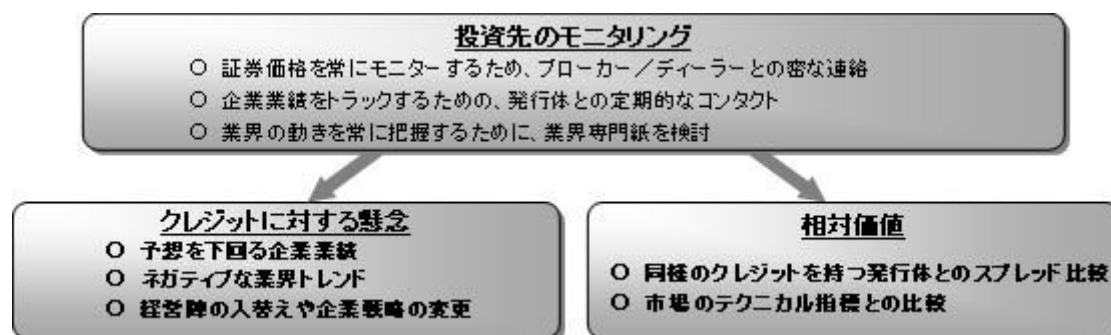 投資先のモニタリング
○ 証券価格を常にモニターするため、ブローカー／ディーラーとの密な連絡
○ 企業業績をトラックするための、発行体との定期的なコンタクト
○ 業界の動きを常に把握するために、業界専門紙を検討
クレジットに対する懸念
○ 予想を下回る企業業績
○ ネガティブな業界トレンド
○ 経営陣の入替えや企業戦略の変更
相対価値
○ 同種のクレジットを持つ発行体とのスプレッド比較
○ 市場のテクニカル指標との比較